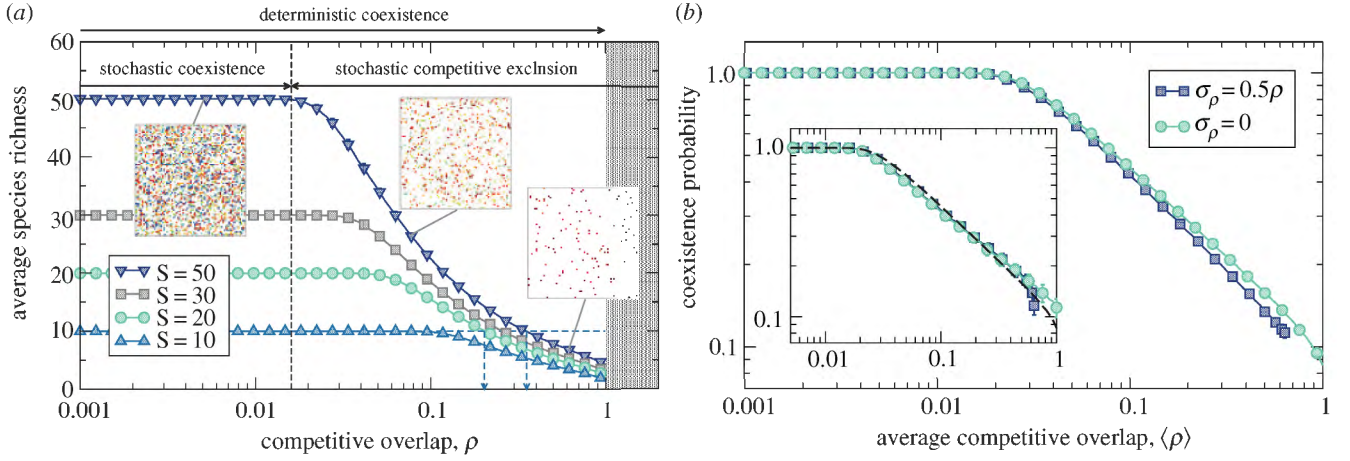 (a)
deterministic coexistence
stochastic coexistence
stochastic competitive exclnsion
average species richness
60
50
40
30
20
10
0
S = 50
S = 30
S = 20
S = 10
0.001
0.01
0.1
1
competitive overlap, ρ
(b)
coexistence probability
1.0
0.1
σρ = 0.5ρ
σρ = 0
1.0
0.1
0.01
0.1
1
0.001
0.01
0.1
1
average competitive overlap, ⟨ρ⟩